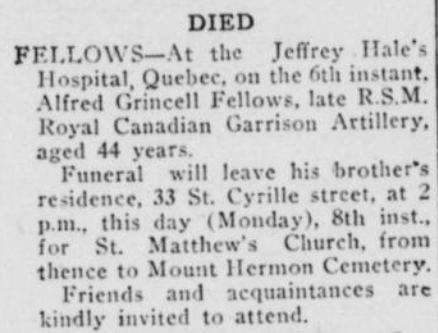 DIED
FELLOWS—At the Jeffrey Hale's
Hospital, Quebec, on the 6th instant,
Alfred Grincell Fellows, late R.S.M.
Royal Canadian Garrison Artillery,
aged 44 years.
Funeral will leave his brother's
residence, 33 St. Cyrille street, at 2
p.m., this day (Monday), 8th inst.,
for St. Matthew's Church, from
thence to Mount Hermon Cemetery.
Friends and acquaintances are
kindly invited to attend.